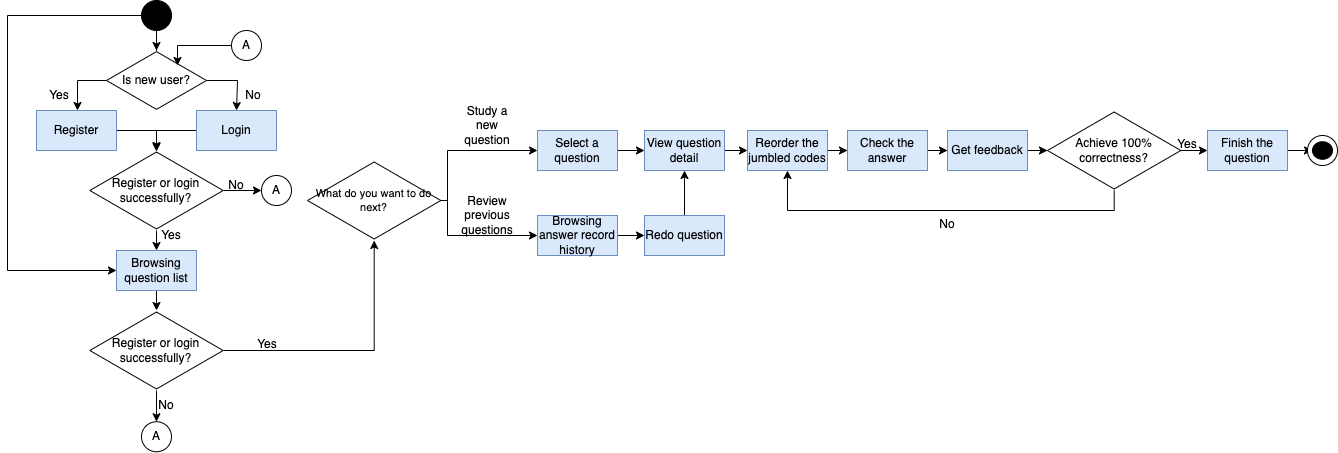 A
Is new user?
Yes
No
Register
Login
Register or login
successfully?
No
A
Yes
Browsing
question list
Register or login
successfully?
Yes
No
A
What do you want to do
next?
Study a
new
question
Review
previous
questions
Select a
question
View question
detail
Browsing
answer record
history
Redo question
Reorder the
jumbled codes
Check the
answer
Get feedback
Achieve 100%
correctness?
Yes
No
Finish the
question